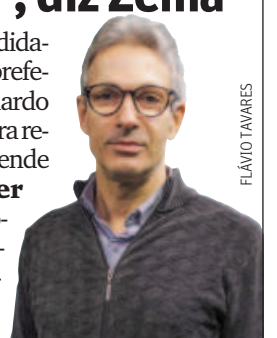 ", diz Zema
dida-
prefe-
ardo
ra re-
ende
er
-
-
.
FLÁVIO TAVARES